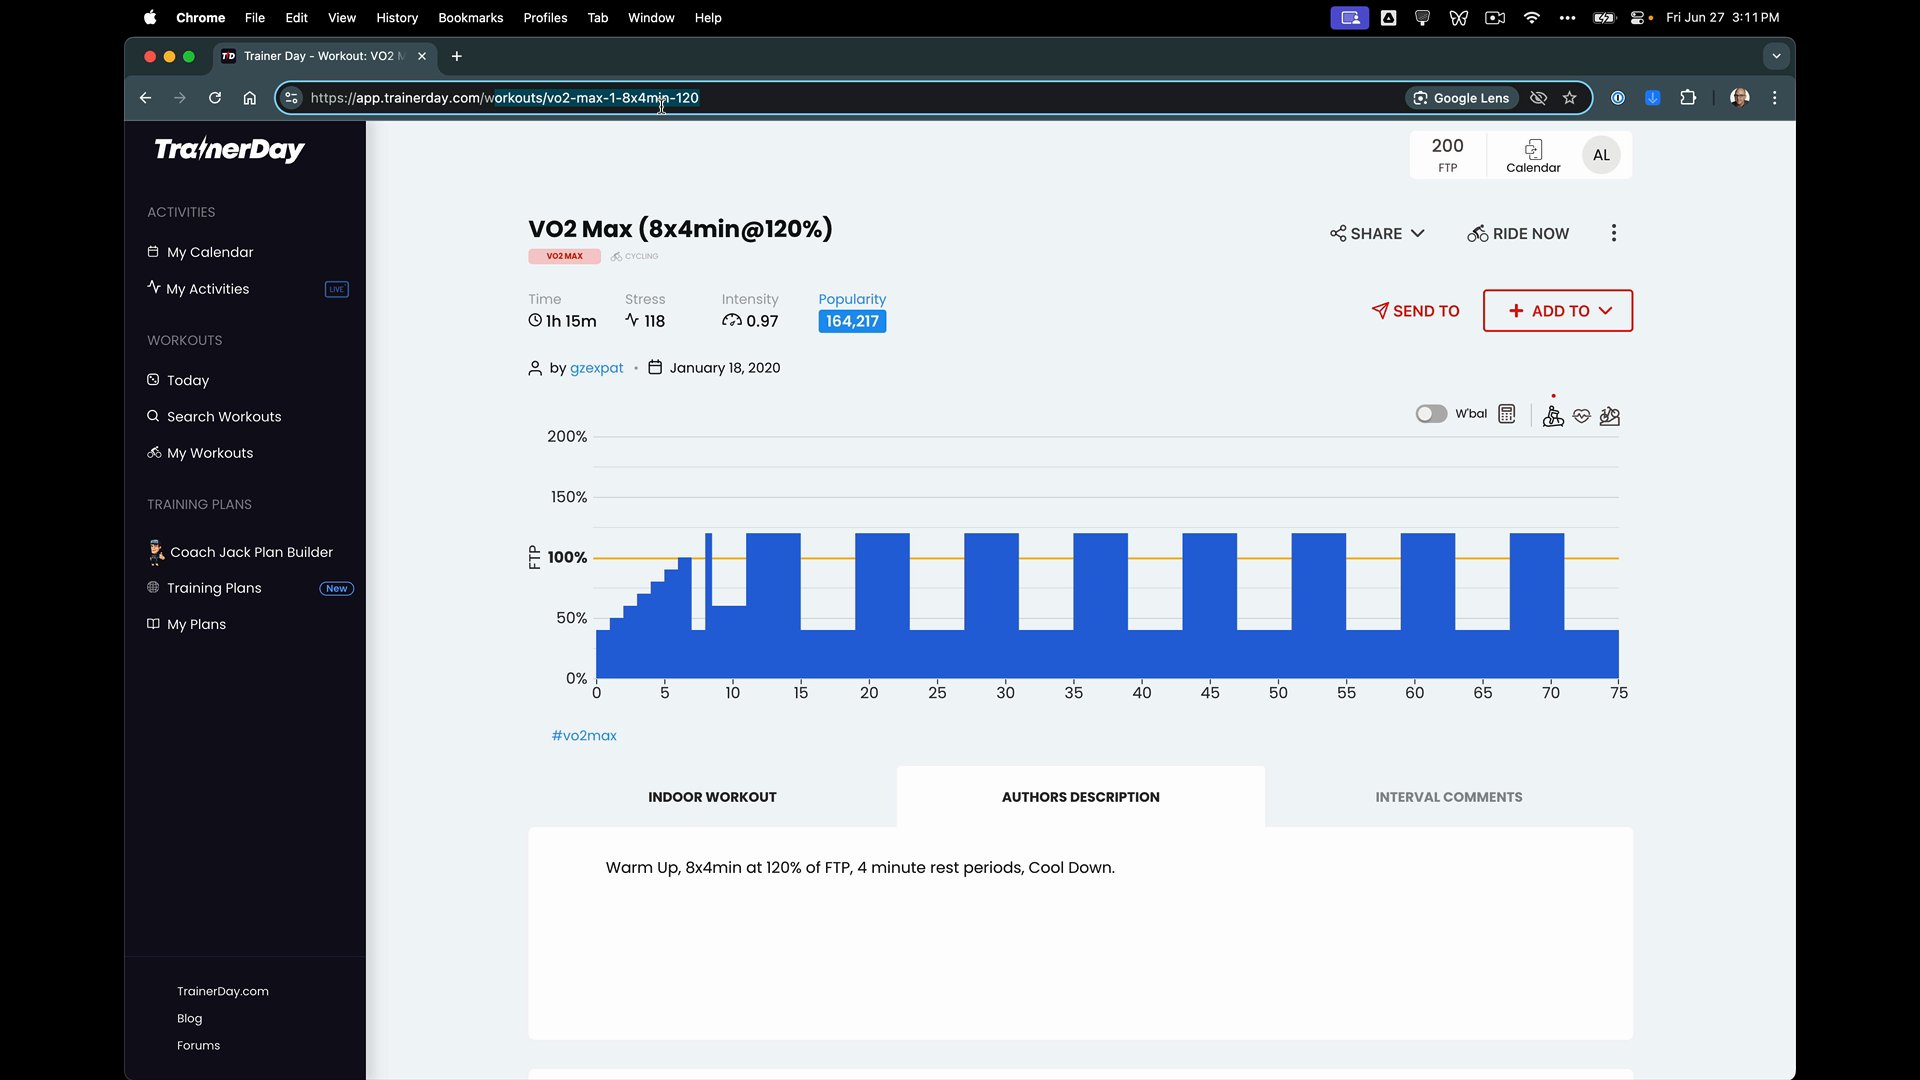 Chrome File Edit View History Bookmarks Profiles Tab Window Help Fri Jun 27 3:11 PM
Trainer Day - Workout: VO2 M
https://app.trainerday.com/workouts/vo2-max-1-8x4min-120 Google Lens
TrainerDay
200
FTP
Calendar
AL
ACTIVITIES
My Calendar
My Activities LIVE
WORKOUTS
Today
Search Workouts
My Workouts
TRAINING PLANS
Coach Jack Plan Builder
Training Plans New
My Plans
TrainerDay.com
Blog
Forums
VO2 Max (8x4min@120%)
SHARE RIDE NOW
VO2 MAX CYCLING
Time Stress Intensity Popularity
1h 15m 118 0.97 164,217
SEND TO + ADD TO
by gzexpat • January 18, 2020
W'bal
200%
150%
FTP 100%
50%
0%
0 5 10 15 20 25 30 35 40 45 50 55 60 65 70 75
#vo2max
INDOOR WORKOUT AUTHORS DESCRIPTION INTERVAL COMMENTS
Warm Up, 8x4min at 120% of FTP, 4 minute rest periods, Cool Down.